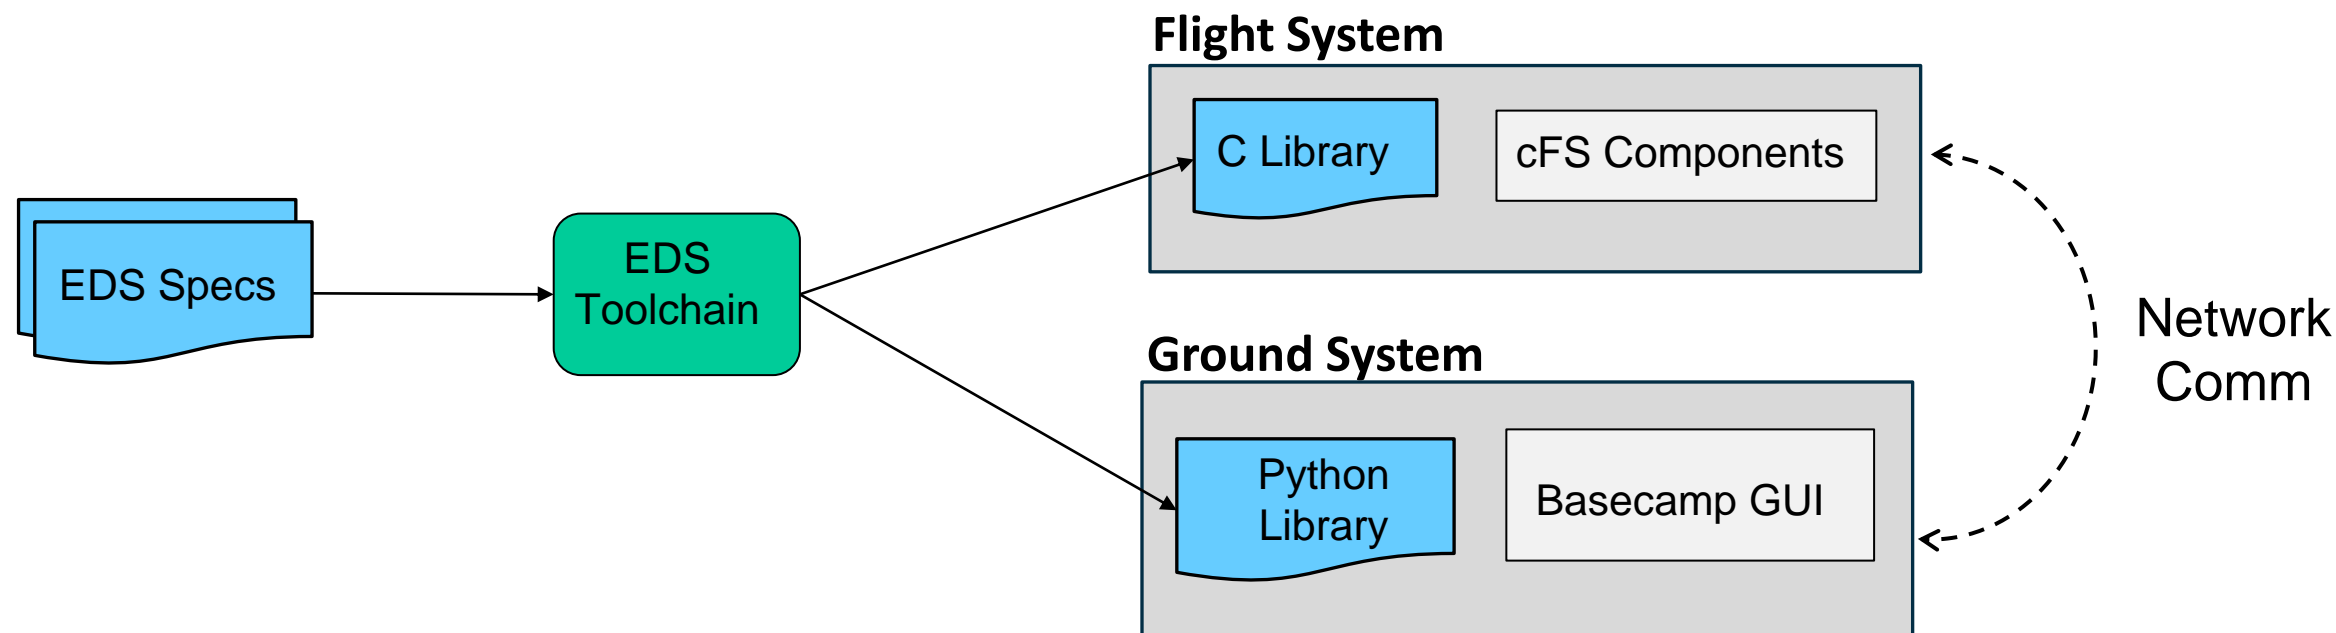 Flight System
C Library
cFS Components
EDS Specs
EDS
Toolchain
Network
Comm
Ground System
Python
Library
Basecamp GUI